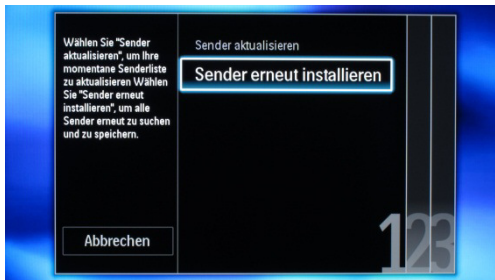 Wählen Sie "Sender
aktualisieren", um Ihre
momentane Senderliste
zu aktualisieren Wählen
Sie "Sender erneut
installieren", um alle
Sender erneut zu suchen
und zu speichern.
Abbrechen
Sender aktualisieren
Sender erneut installieren
123